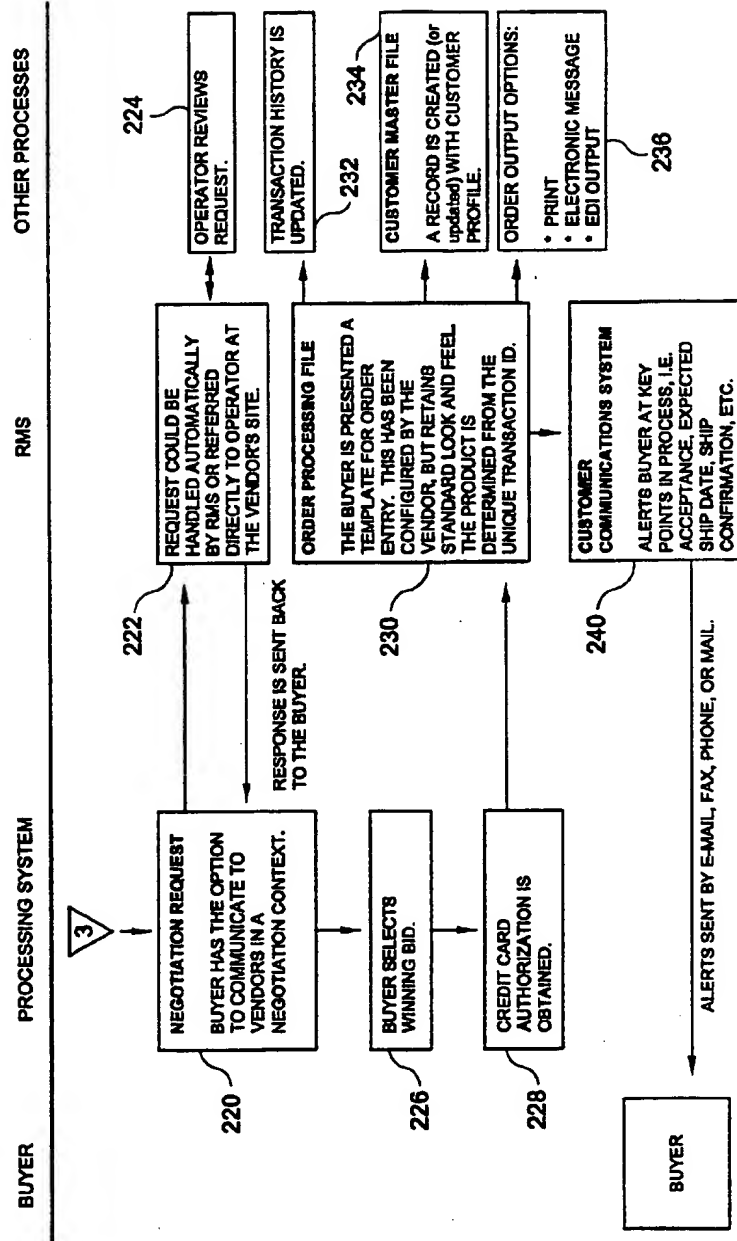 BUYER
PROCESSING SYSTEM
RMS
OTHER PROCESSES
3
NEGOTIATION REQUEST
BUYER HAS THE OPTION
TO COMMUNICATE TO
VENDORS IN A
NEGOTIATION CONTEXT.
220
REQUEST COULD BE
HANDLED AUTOMATICALLY
BY RMS OR REFERRED
DIRECTLY TO OPERATOR AT
THE VENDOR'S SITE.
222
OPERATOR REVIEWS
REQUEST.
224
RESPONSE IS SENT BACK
TO THE BUYER.
BUYER SELECTS
WINNING BID.
226
CREDIT CARD
AUTHORIZATION IS
OBTAINED.
228
ORDER PROCESSING FILE
THE BUYER IS PRESENTED A
TEMPLATE FOR ORDER
ENTRY. THIS HAS BEEN
CONFIGURED BY THE
VENDOR, BUT RETAINS
STANDARD LOOK AND FEEL.
THE PRODUCT IS
DETERMINED FROM THE
UNIQUE TRANSACTION ID.
230
TRANSACTION HISTORY IS
UPDATED.
232
CUSTOMER MASTER FILE
A RECORD IS CREATED (or
updated) WITH CUSTOMER
PROFILE.
234
ORDER OUTPUT OPTIONS:
* PRINT
* ELECTRONIC MESSAGE
* EDI OUTPUT
236
CUSTOMER
COMMUNICATIONS SYSTEM
ALERTS BUYER AT KEY
POINTS IN PROCESS, I.E.
ACCEPTANCE, EXPECTED
SHIP DATE, SHIP
CONFIRMATION, ETC.
240
ALERTS SENT BY E-MAIL, FAX, PHONE, OR MAIL.
BUYER